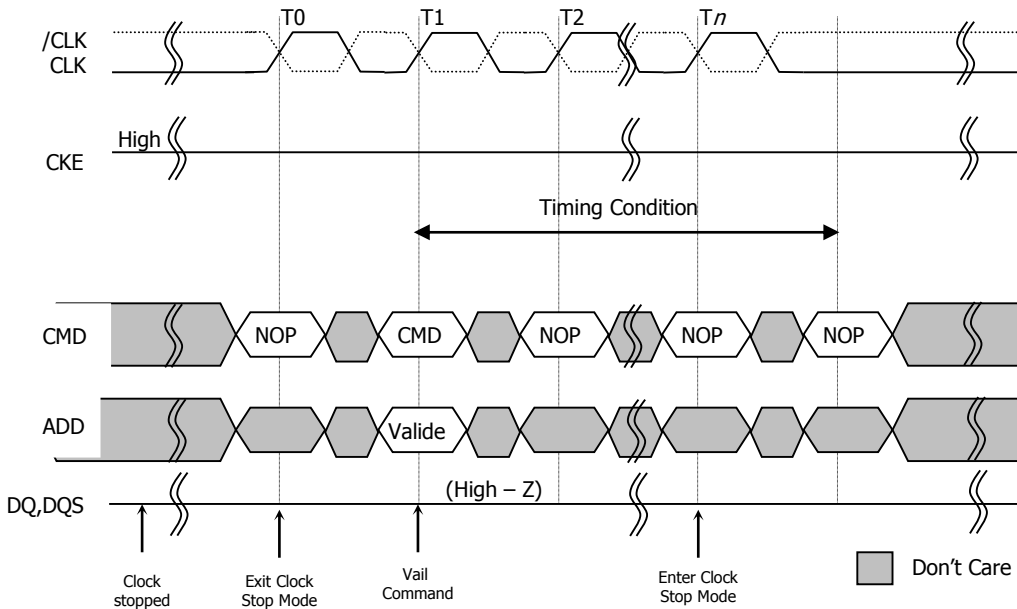 T0 T1 T2 Tn
/CLK
CLK
High
CKE
Timing Condition
CMD NOP CMD NOP NOP NOP
ADD Valide
(High – Z)
DQ,DQS
Clock
stopped
Exit Clock
Stop Mode
Vail
Command
Enter Clock
Stop Mode
Don't Care